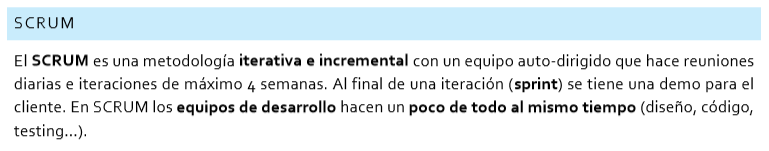 SCRUM
El SCRUM es una metodología iterativa e incremental con un equipo auto-dirigido que hace reuniones
diarias e iteraciones de máximo 4 semanas. Al final de una iteración (sprint) se tiene una demo para el
cliente. En SCRUM los equipos de desarrollo hacen un poco de todo al mismo tiempo (diseño, código,
testing...).